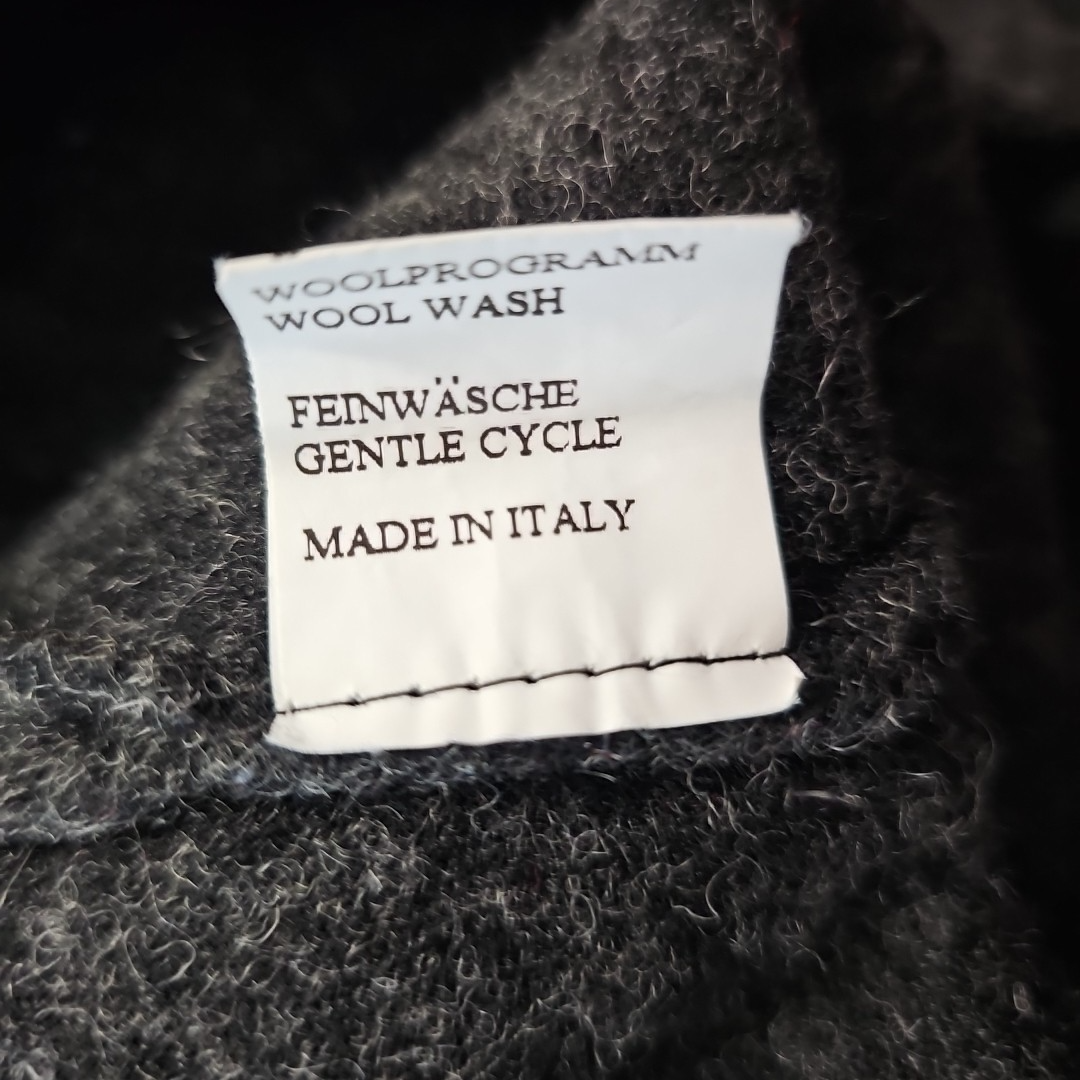 WOOLPROGRAMM
WOOL WASH
FEINWÄSCHE
GENTLE CYCLE
MADE IN ITALY